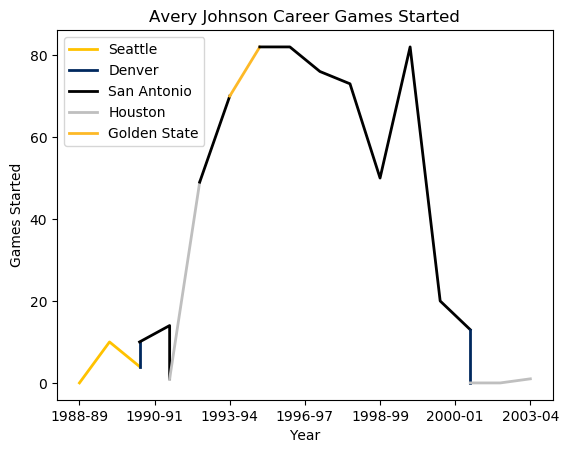 Avery Johnson Career Games Started
Seattle
Denver
San Antonio
Houston
Golden State
Games Started
80
60
40
20
0
1988-89 1990-91 1993-94 1996-97 1998-99 2000-01 2003-04
Year